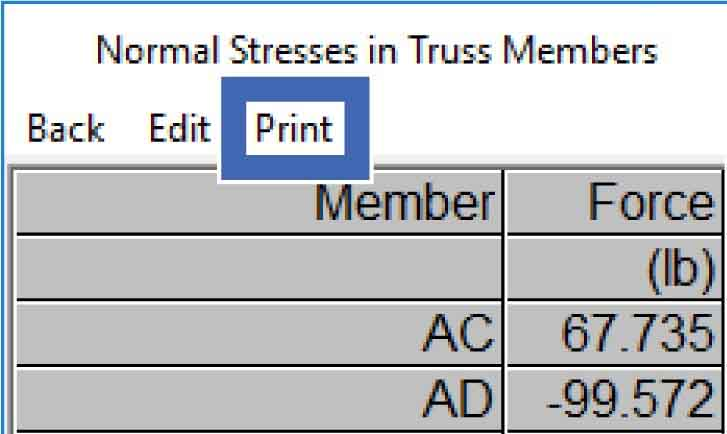 Normal Stresses in Truss Members
Back Edit Print
Member Force
(lb)
AC 67.735
AD -99.572